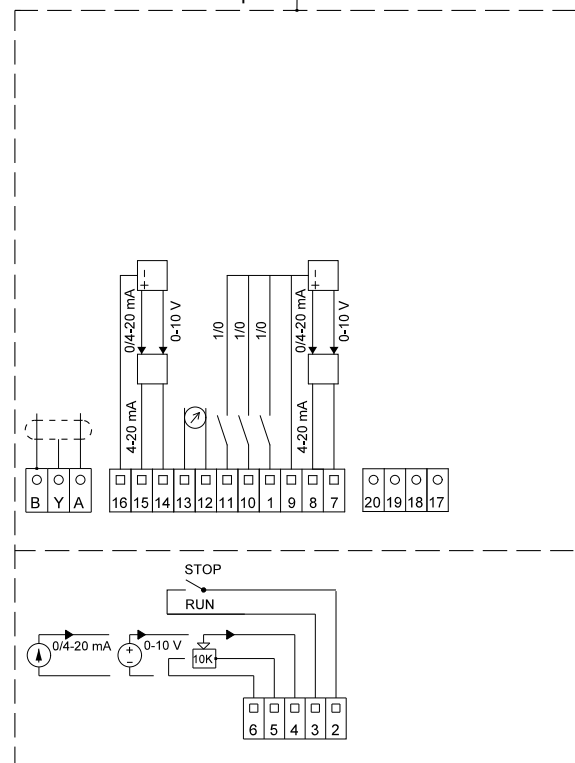 0/4-20 mA
0-10 V
1/0
1/0
1/0
0/4-20 mA
0-10 V
4-20 mA
4-20 mA
- +
- +
B Y A
16 15 14 13 12 11 10 1 9 8 7
20 19 18 17
STOP
RUN
0/4-20 mA
+ -
0-10 V
10K
6 5 4 3 2